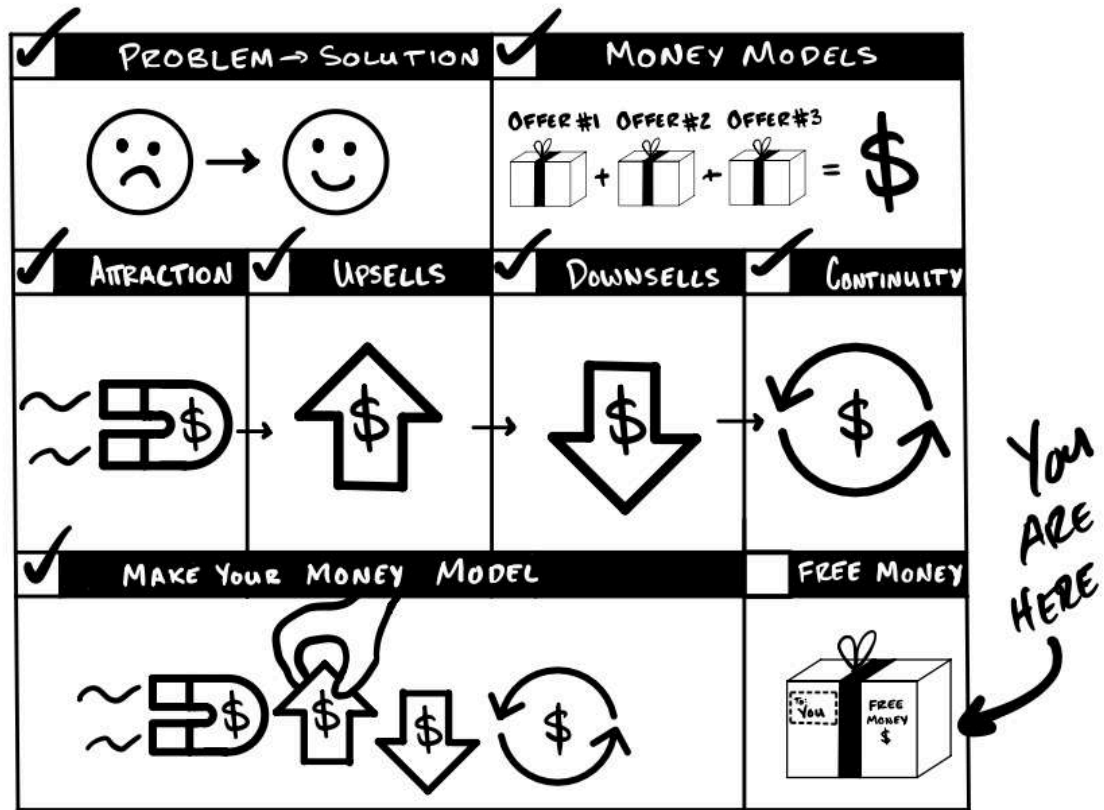 PROBLEM → SOLUTION
MONEY MODELS
OFFER #1 OFFER #2 OFFER #3
+ + = $
ATTRACTION
UPSELLS
DOWNSELLS
CONTINUITY
$
$
$
$
YOU
ARE
HERE
MAKE YOUR MONEY MODEL
FREE MONEY
$
$
$
$
TO:
YOU
FREE
MONEY
$